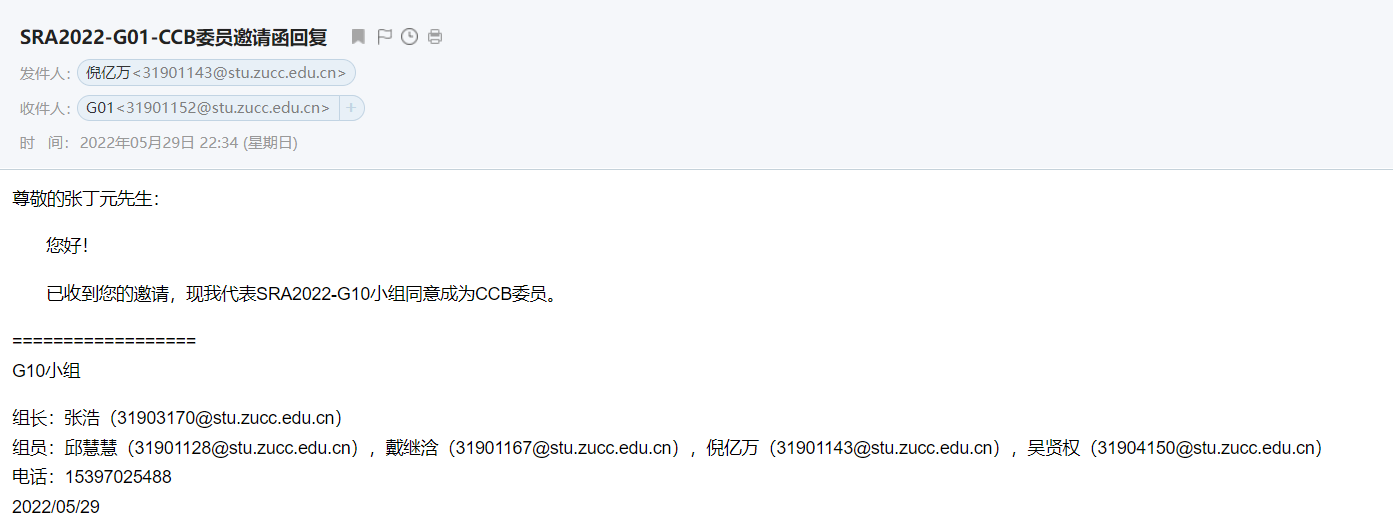 SRA2022-G01-CCB委员邀请函回复
发件人：倪亿万<31901143@stu.zucc.edu.cn>
收件人：G01<31901152@stu.zucc.edu.cn> +
时 间：2022年05月29日 22:34 (星期日)
尊敬的张丁元先生：
您好！
已收到您的邀请，现我代表SRA2022-G10小组同意成为CCB委员。
==================
G10小组
组长：张浩（31903170@stu.zucc.edu.cn）
组员：邱慧慧（31901128@stu.zucc.edu.cn），戴继浛（31901167@stu.zucc.edu.cn），倪亿万（31901143@stu.zucc.edu.cn），吴贤权（31904150@stu.zucc.edu.cn）
电话：15397025488
2022/05/29